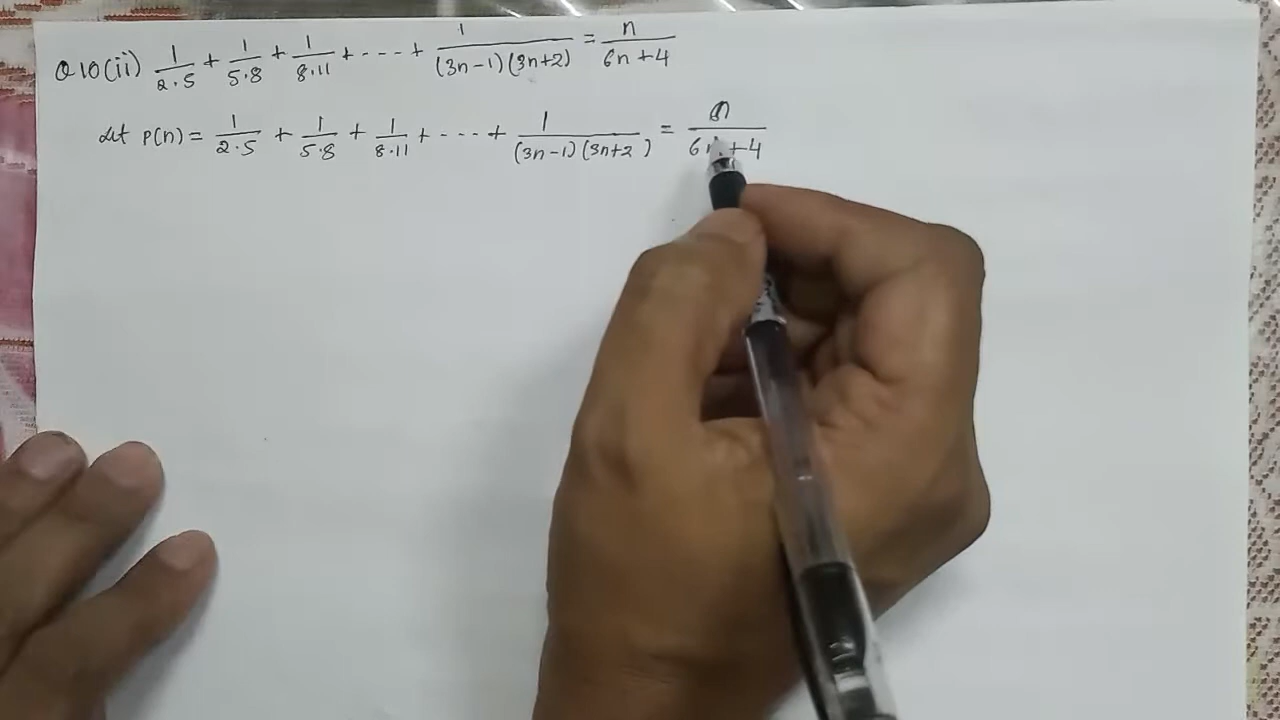 Q 10(ii) 1/2.5 + 1/5.8 + 1/8.11 + ---- + 1/(3n-1)(3n+2) = n/6n+4
Let P(n) = 1/2.5 + 1/5.8 + 1/8.11 + ---- + 1/(3n-1)(3n+2) = n/6n+4